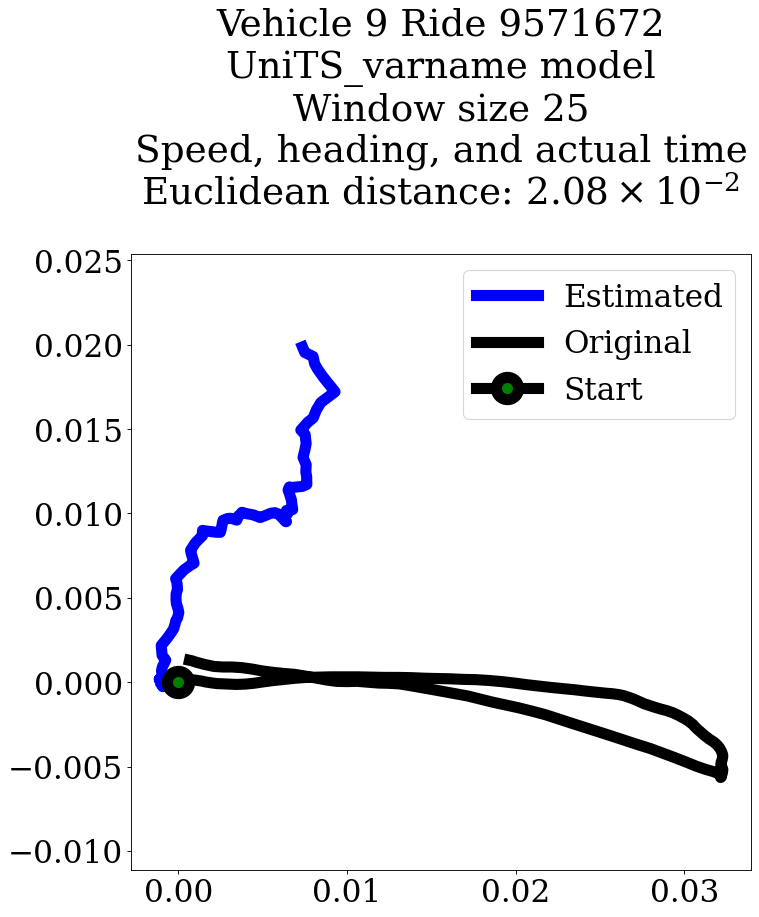 Vehicle 9 Ride 9571672
UniTS_varname model
Window size 25
Speed, heading, and actual time
Euclidean distance: 2.08 × 10⁻²
0.025
0.020
0.015
0.010
0.005
0.000
−0.005
−0.010
Estimated
Original
Start
0.00 0.01 0.02 0.03